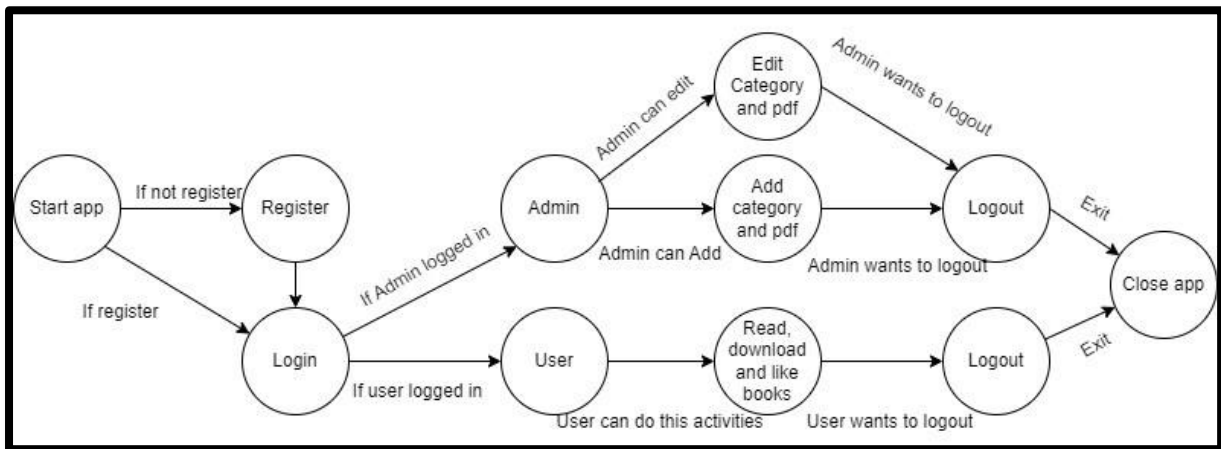 Edit
Category
and pdf
Admin can edit
Admin wants to logout
Start app
If not register
Register
Admin
Add
category
and pdf
Logout
Exit
Admin can Add
Admin wants to logout
If Admin logged in
Close app
If register
Login
If user logged in
User
Read,
download
and like
books
Logout
Exit
User can do this activities
User wants to logout